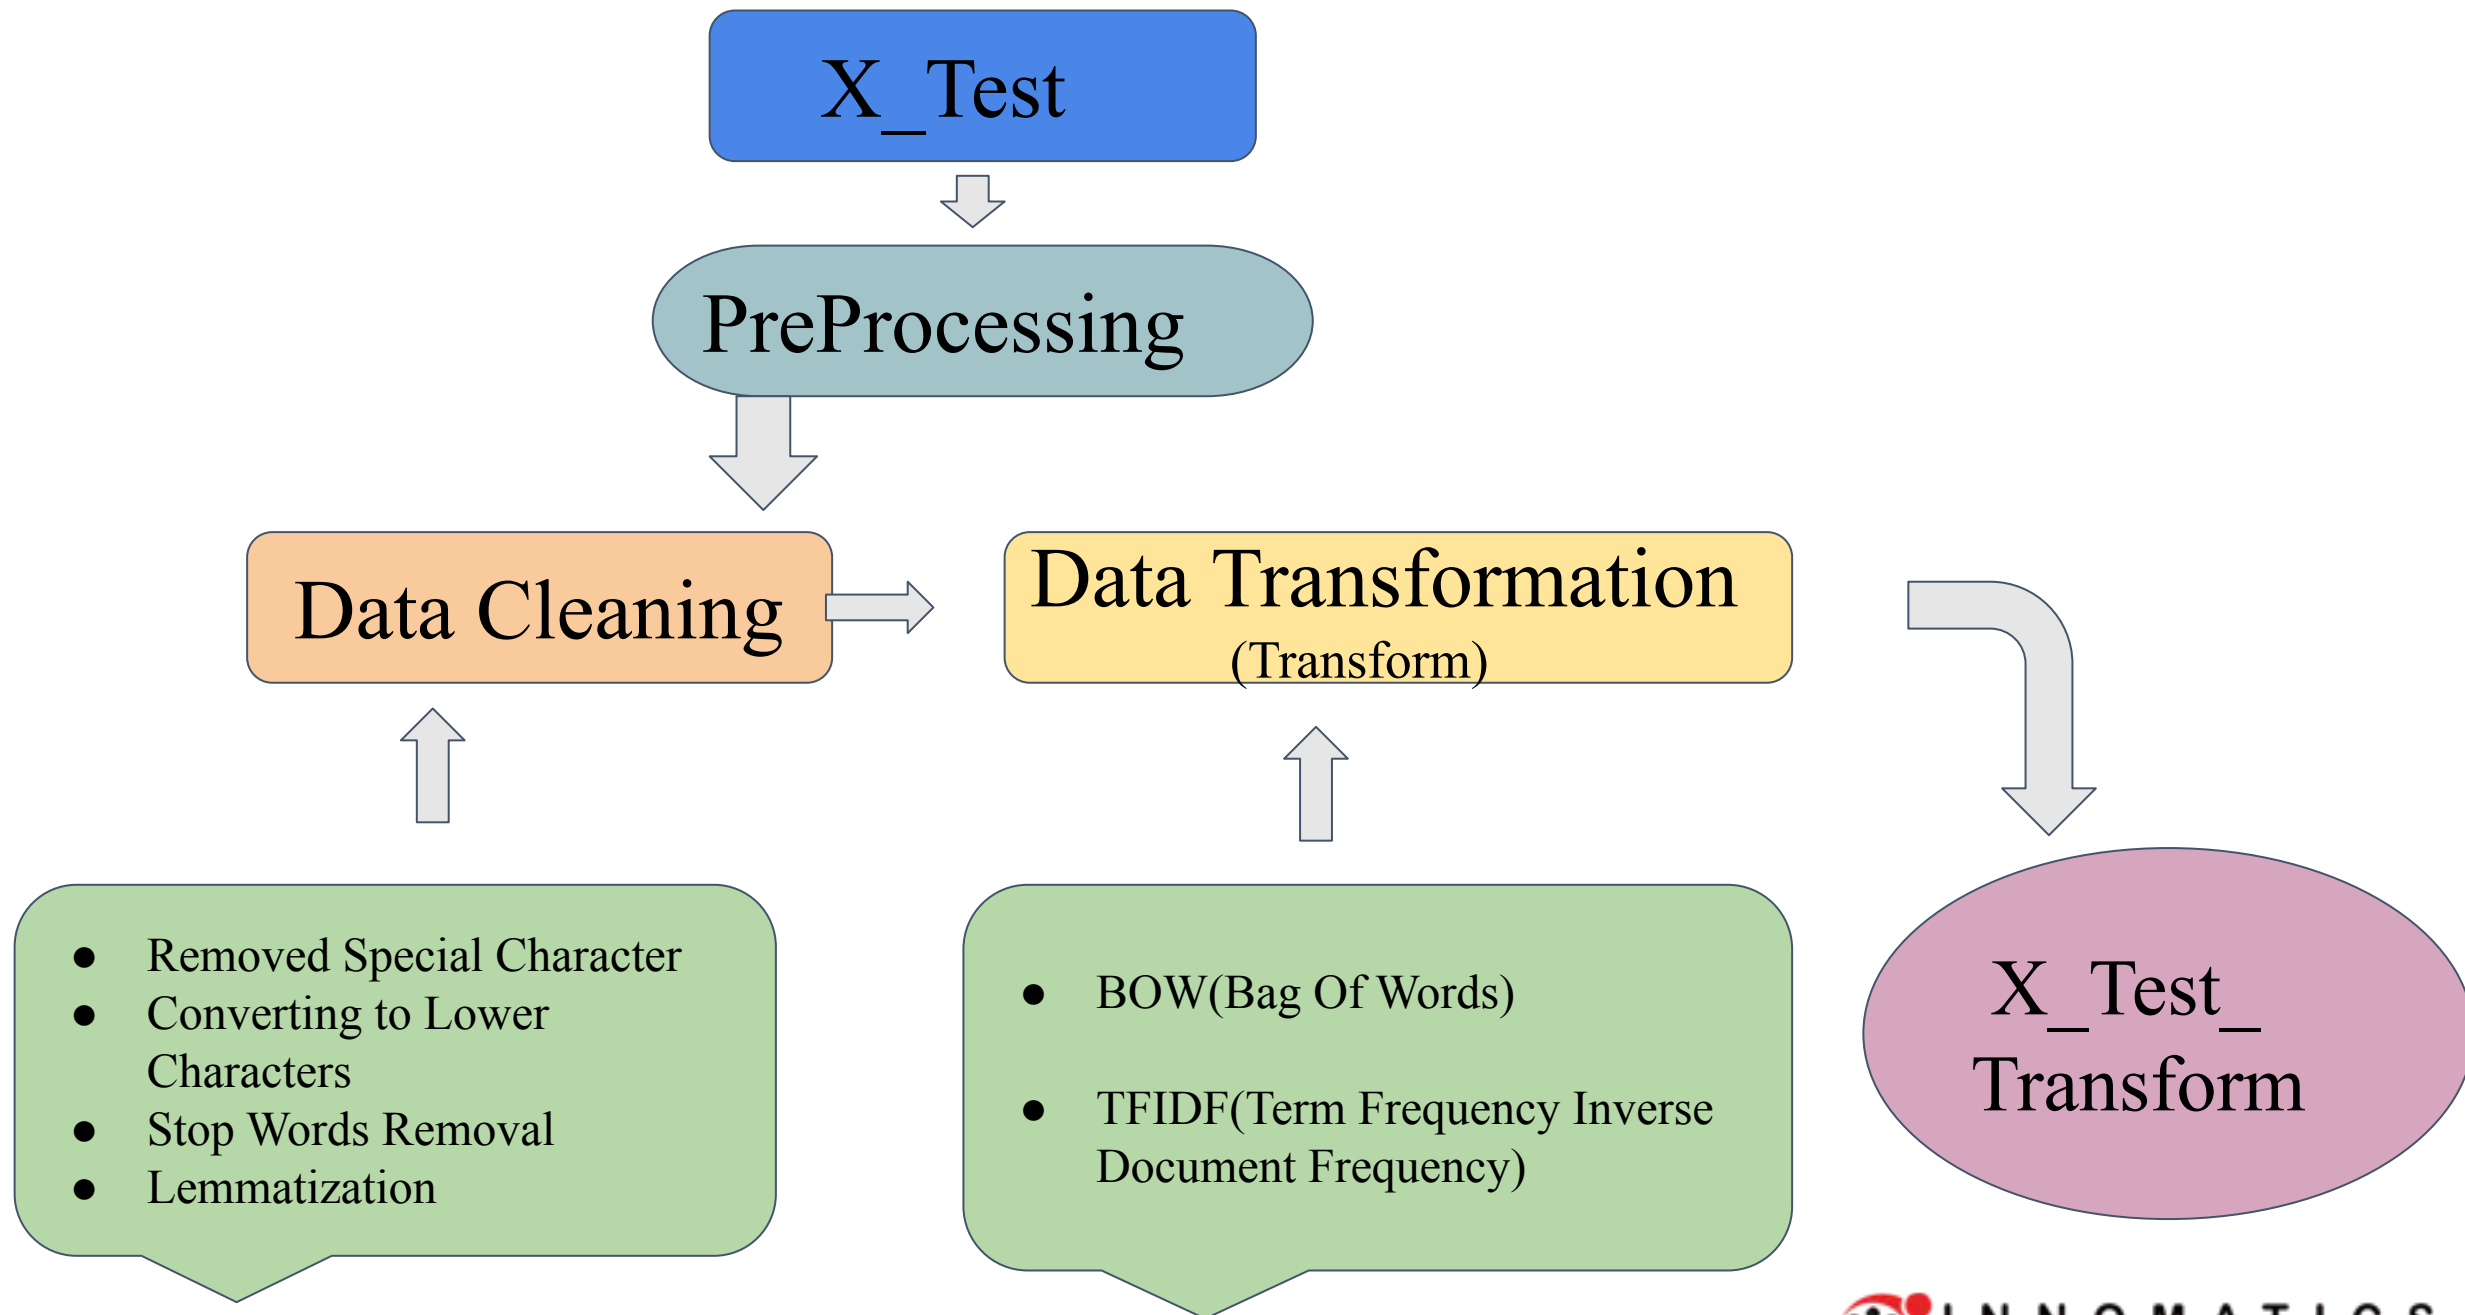 X_Test
PreProcessing
Data Cleaning
Data Transformation
(Transform)
● Removed Special Character
● Converting to Lower
Characters
● Stop Words Removal
● Lemmatization
● BOW(Bag Of Words)
● TFIDF(Term Frequency Inverse
Document Frequency)
X_Test_
Transform
INNOMATICS